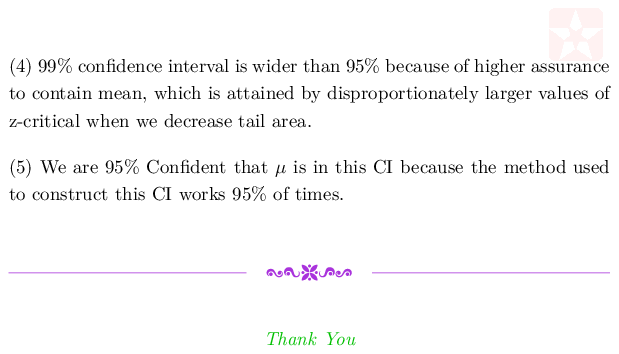 (4) 99% confidence interval is wider than 95% because of higher assurance
to contain mean, which is attained by disproportionately larger values of
z-critical when we decrease tail area.
(5) We are 95% Confident that μ is in this CI because the method used
to construct this CI works 95% of times.
Thank You